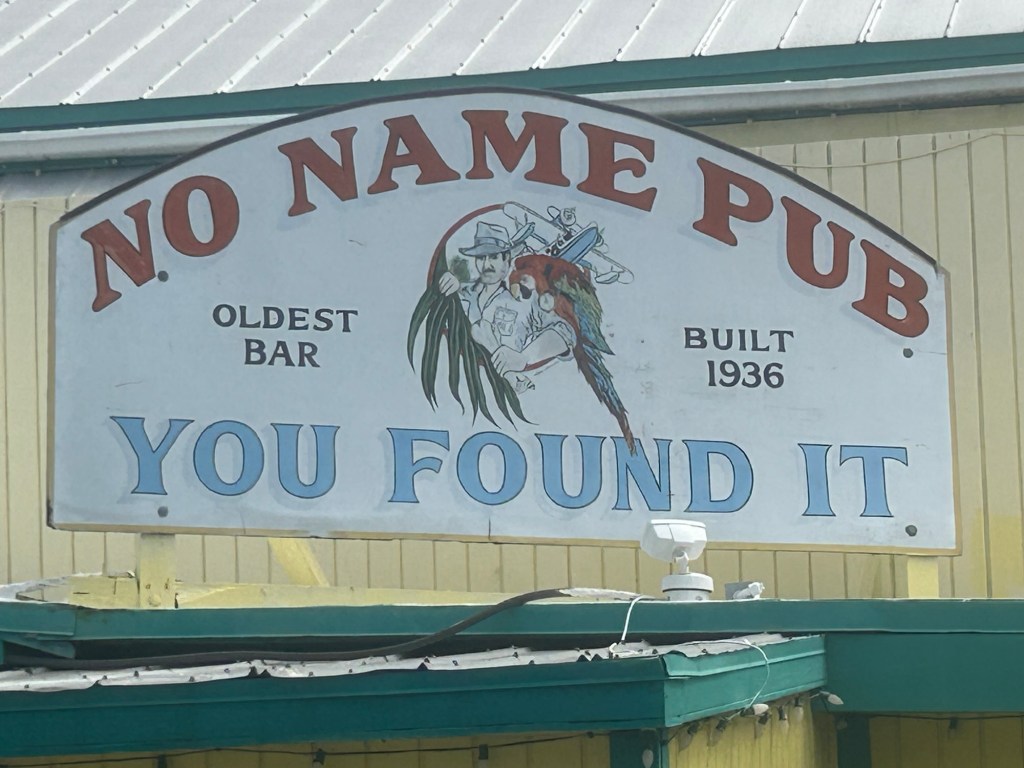 NO NAME PUB
OLDEST
BAR
BUILT
1936
YOU FOUND IT